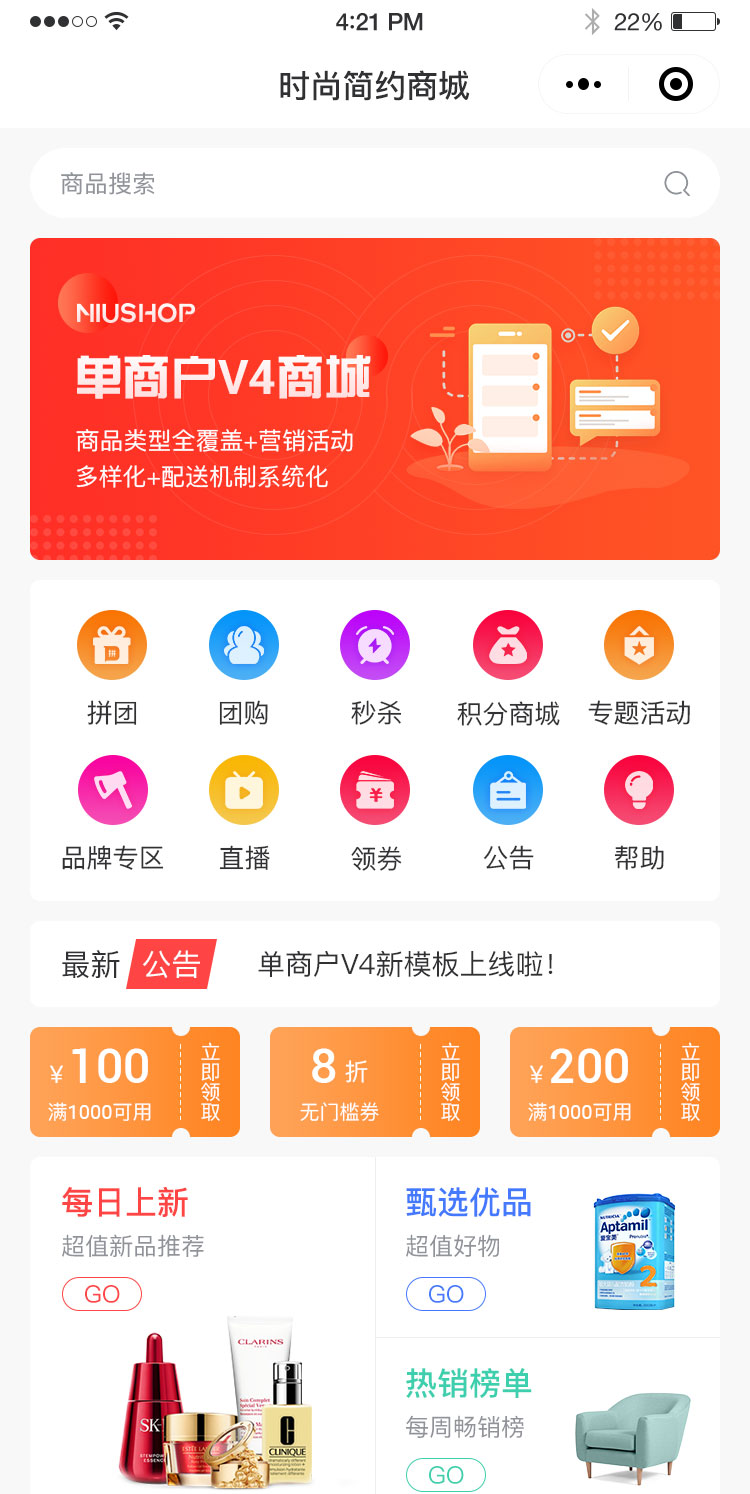 4:21 PM
22%
时尚简约商城
商品搜索
NIUSHOP
单商户V4商城
商品类型全覆盖+营销活动
多样化+配送机制系统化
拼
拼团
团购
秒杀
积分商城
专题活动
¥
品牌专区
直播
领券
公告
帮助
最新 公告 单商户V4新模板上线啦!
¥100
满1000可用
立即领取
8折
无门槛券
立即领取
¥200
满1000可用
立即领取
每日上新
超值新品推荐
GO
CLARINS
SK-
CLINIQUE
甄选优品
超值好物
GO
NUTRICIA
Aptamil
爱他美
2
热销榜单
每周畅销榜
GO